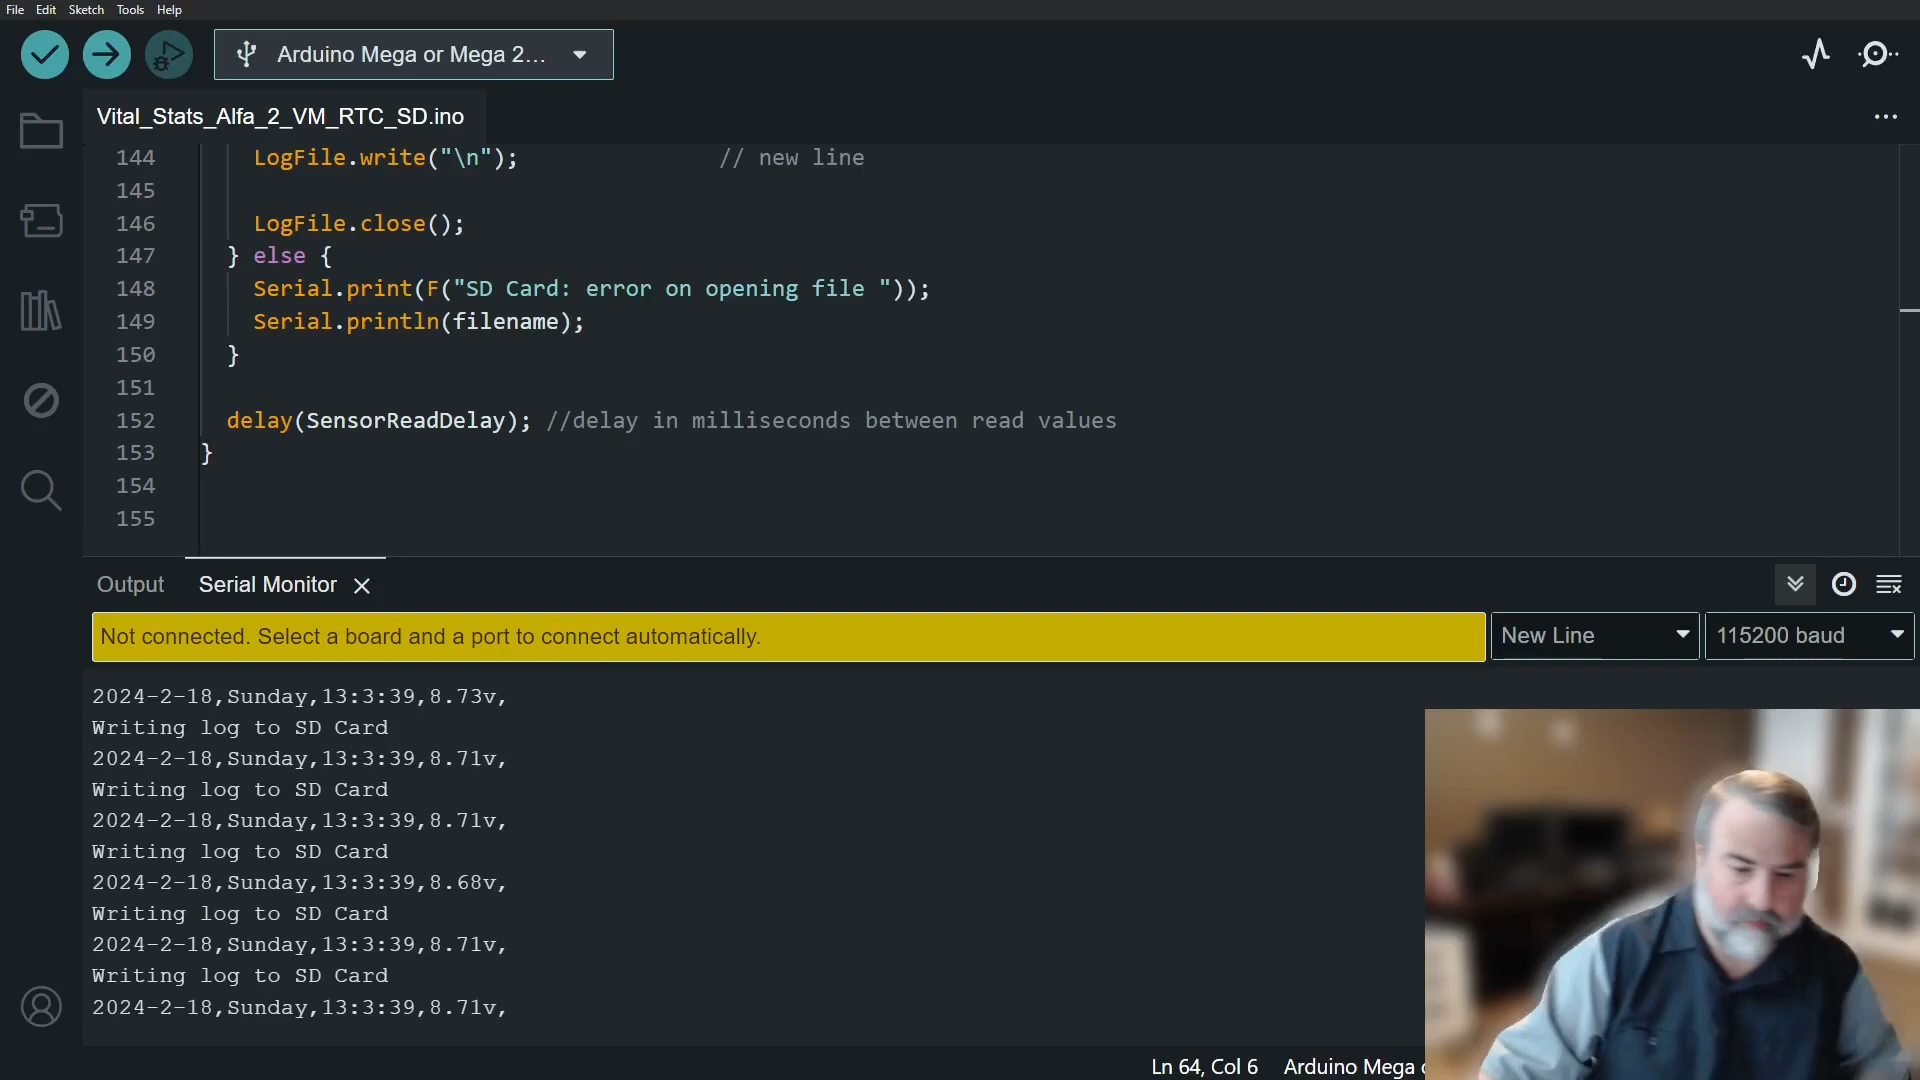 File Edit Sketch Tools Help
Arduino Mega or Mega 2...
Vital_Stats_Alfa_2_VM_RTC_SD.ino
144 LogFile.write("\n"); // new line
145
146 LogFile.close();
147 } else {
148 Serial.print(F("SD Card: error on opening file "));
149 Serial.println(filename);
150 }
151
152 delay(SensorReadDelay); //delay in milliseconds between read values
153 }
154
155
Output Serial Monitor
Not connected. Select a board and a port to connect automatically. New Line 115200 baud
2024-2-18,Sunday,13:3:39,8.73v,
Writing log to SD Card
2024-2-18,Sunday,13:3:39,8.71v,
Writing log to SD Card
2024-2-18,Sunday,13:3:39,8.71v,
Writing log to SD Card
2024-2-18,Sunday,13:3:39,8.68v,
Writing log to SD Card
2024-2-18,Sunday,13:3:39,8.71v,
Writing log to SD Card
2024-2-18,Sunday,13:3:39,8.71v,
Ln 64, Col 6 Arduino Mega